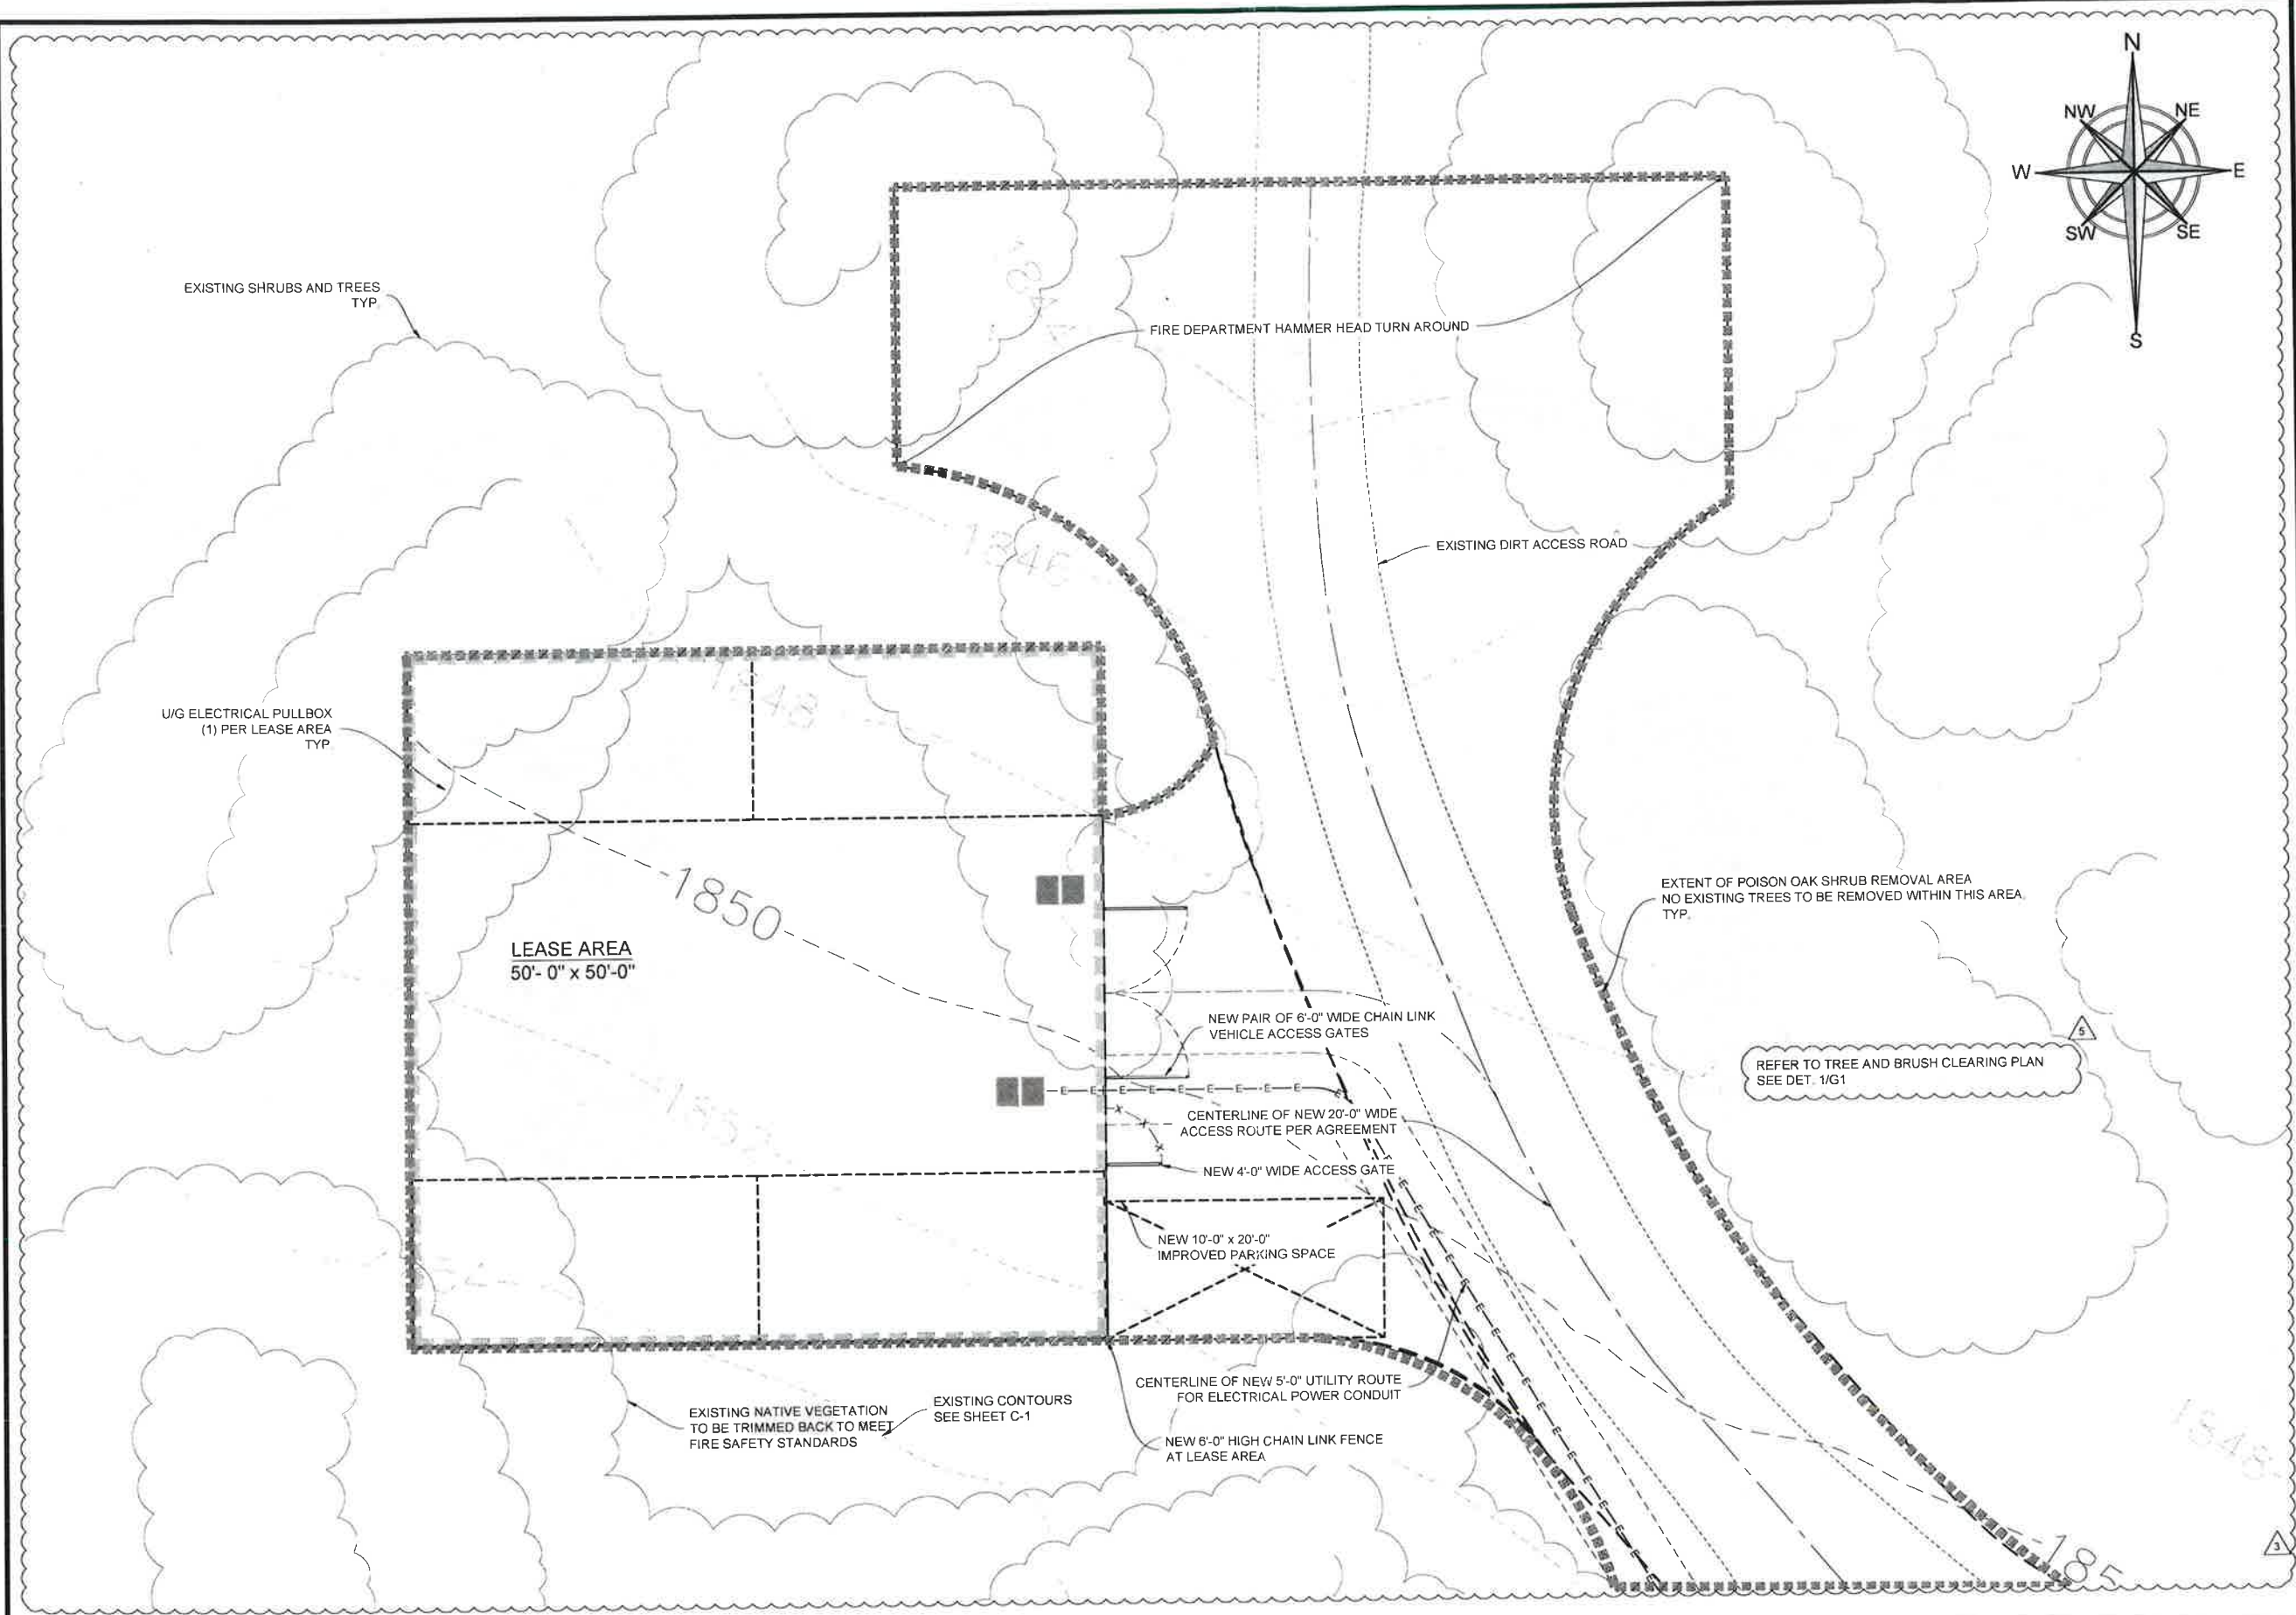 N
NW
NE
W
E
SW
SE
S
EXISTING SHRUBS AND TREES
TYP.
FIRE DEPARTMENT HAMMER HEAD TURN AROUND
EXISTING DIRT ACCESS ROAD
1846
1848
U/G ELECTRICAL PULLBOX
(1) PER LEASE AREA
TYP.
1850
LEASE AREA
50'- 0" x 50'-0"
EXTENT OF POISON OAK SHRUB REMOVAL AREA
NO EXISTING TREES TO BE REMOVED WITHIN THIS AREA.
TYP.
NEW PAIR OF 6'-0" WIDE CHAIN LINK
VEHICLE ACCESS GATES
5
REFER TO TREE AND BRUSH CLEARING PLAN
SEE DET. 1/G1
E E E E E E E E
1852
CENTERLINE OF NEW 20'-0" WIDE
ACCESS ROUTE PER AGREEMENT
NEW 4'-0" WIDE ACCESS GATE
NEW 10'-0" x 20'-0"
IMPROVED PARKING SPACE
CENTERLINE OF NEW 5'-0" UTILITY ROUTE
FOR ELECTRICAL POWER CONDUIT
EXISTING NATIVE VEGETATION
TO BE TRIMMED BACK TO MEET
FIRE SAFETY STANDARDS
EXISTING CONTOURS
SEE SHEET C-1
NEW 6'-0" HIGH CHAIN LINK FENCE
AT LEASE AREA
1848
185
3